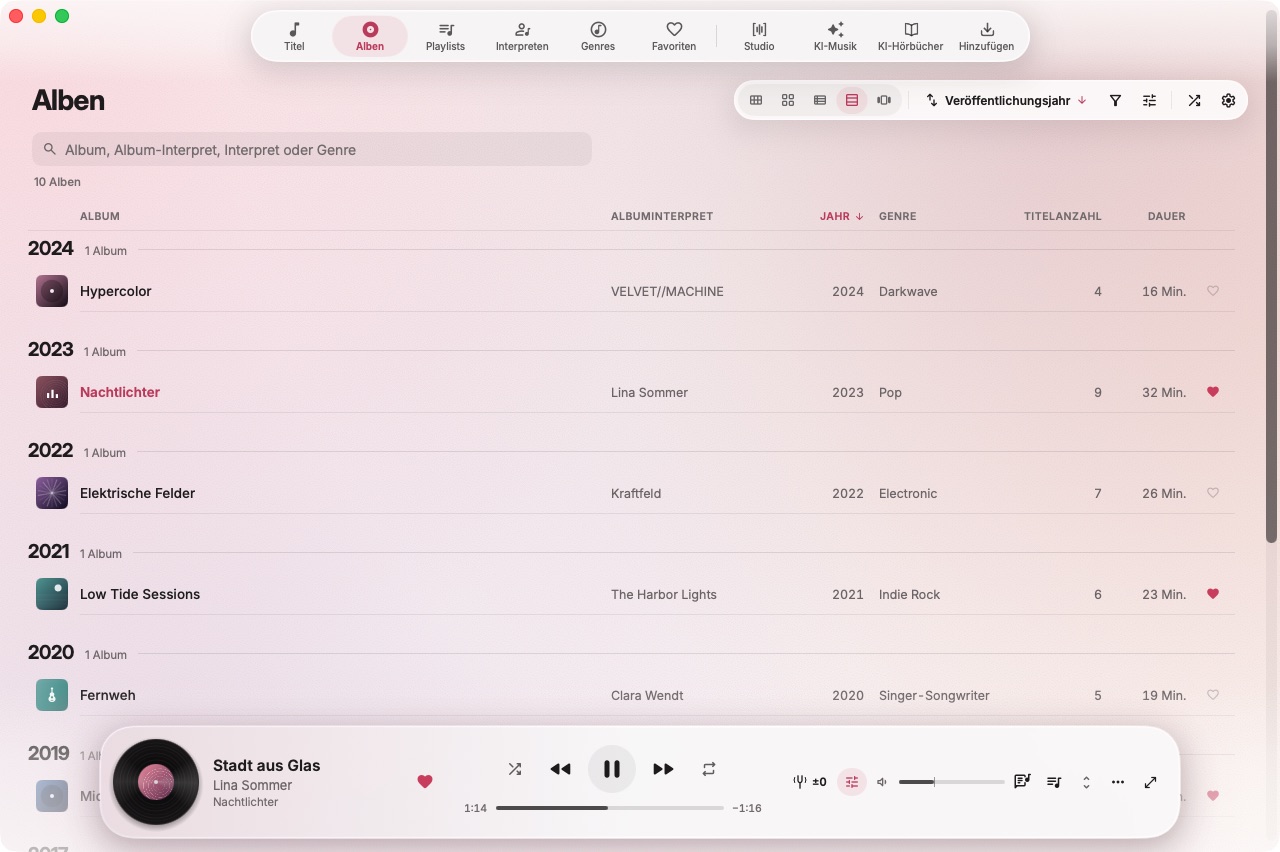 Titel
Alben
Playlists
Interpreten
Genres
Favoriten
Studio
KI-Musik
KI-Hörbücher
Hinzufügen
Alben
Veröffentlichungsjahr
Album, Album-Interpret, Interpret oder Genre
10 Alben
ALBUM ALBUMINTERPRET JAHR ↓ GENRE TITELANZAHL DAUER
2024 1 Album
Hypercolor VELVET//MACHINE 2024 Darkwave 4 16 Min.
2023 1 Album
Nachtlichter Lina Sommer 2023 Pop 9 32 Min.
2022 1 Album
Elektrische Felder Kraftfeld 2022 Electronic 7 26 Min.
2021 1 Album
Low Tide Sessions The Harbor Lights 2021 Indie Rock 6 23 Min.
2020 1 Album
Fernweh Clara Wendt 2020 Singer-Songwriter 5 19 Min.
2019
Stadt aus Glas
Lina Sommer
Nachtlichter
1:14 −1:16
±0